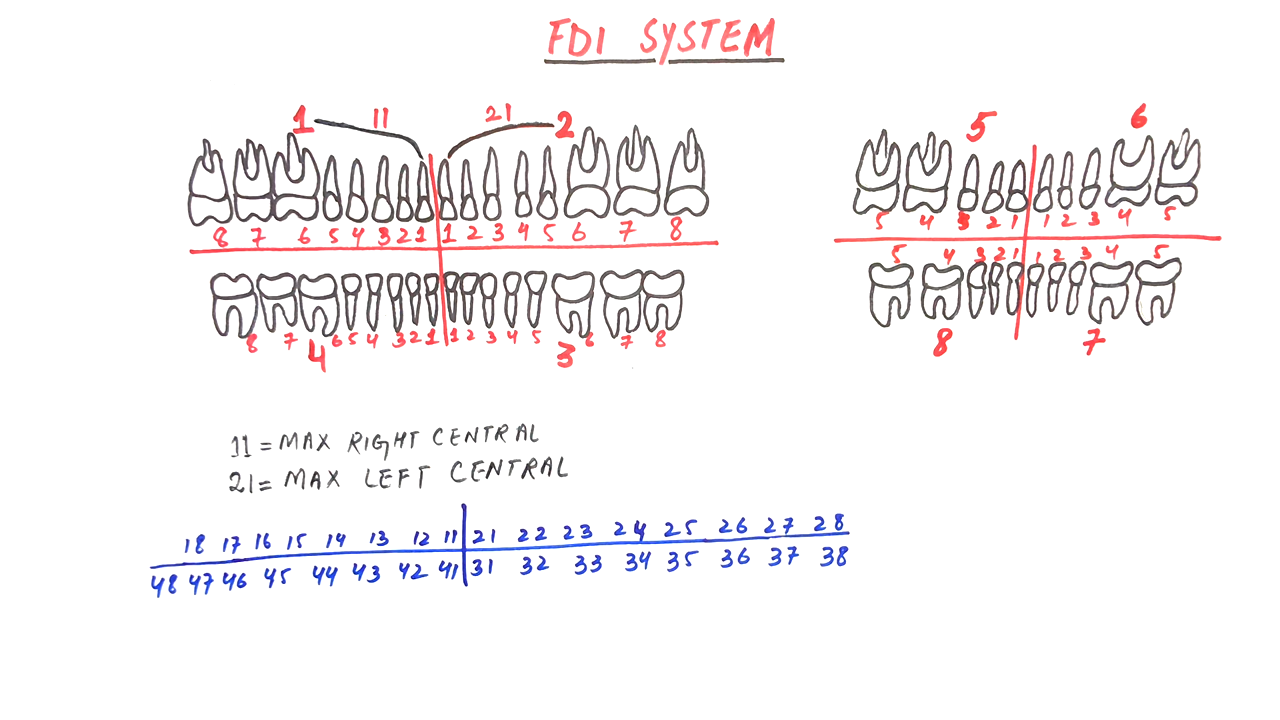 FDI SYSTEM
1 11 21 2
5 6
8 7 6 5 4 3 2 1 1 2 3 4 5 6 7 8
5 4 3 2 1 1 2 3 4 5
5 4 3 2 1 1 2 3 4 5
8 7 6 5 4 3 2 1 1 2 3 4 5 6 7 8
4 3
8 7
11 = MAX RIGHT CENTRAL
21 = MAX LEFT CENTRAL
18 17 16 15 14 13 12 11 21 22 23 24 25 26 27 28
48 47 46 45 44 43 42 41 31 32 33 34 35 36 37 38